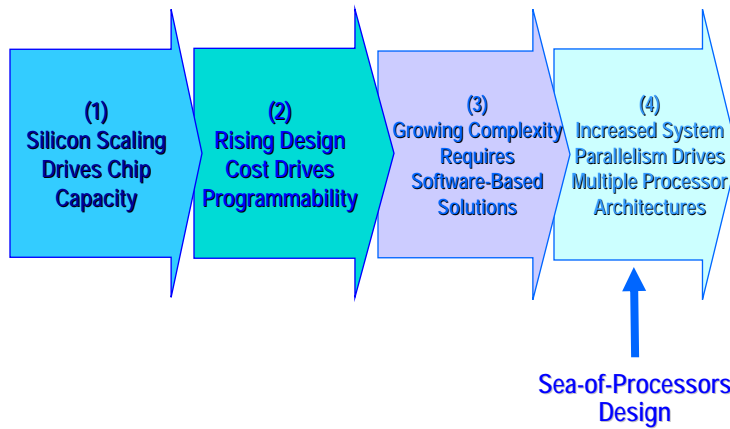 (1)
Silicon Scaling
Drives Chip
Capacity
(2)
Rising Design
Cost Drives
Programmability
(3)
Growing Complexity
Requires
Software-Based
Solutions
(4)
Increased System
Parallelism Drives
Multiple Processor
Architectures
Sea-of-Processors
Design